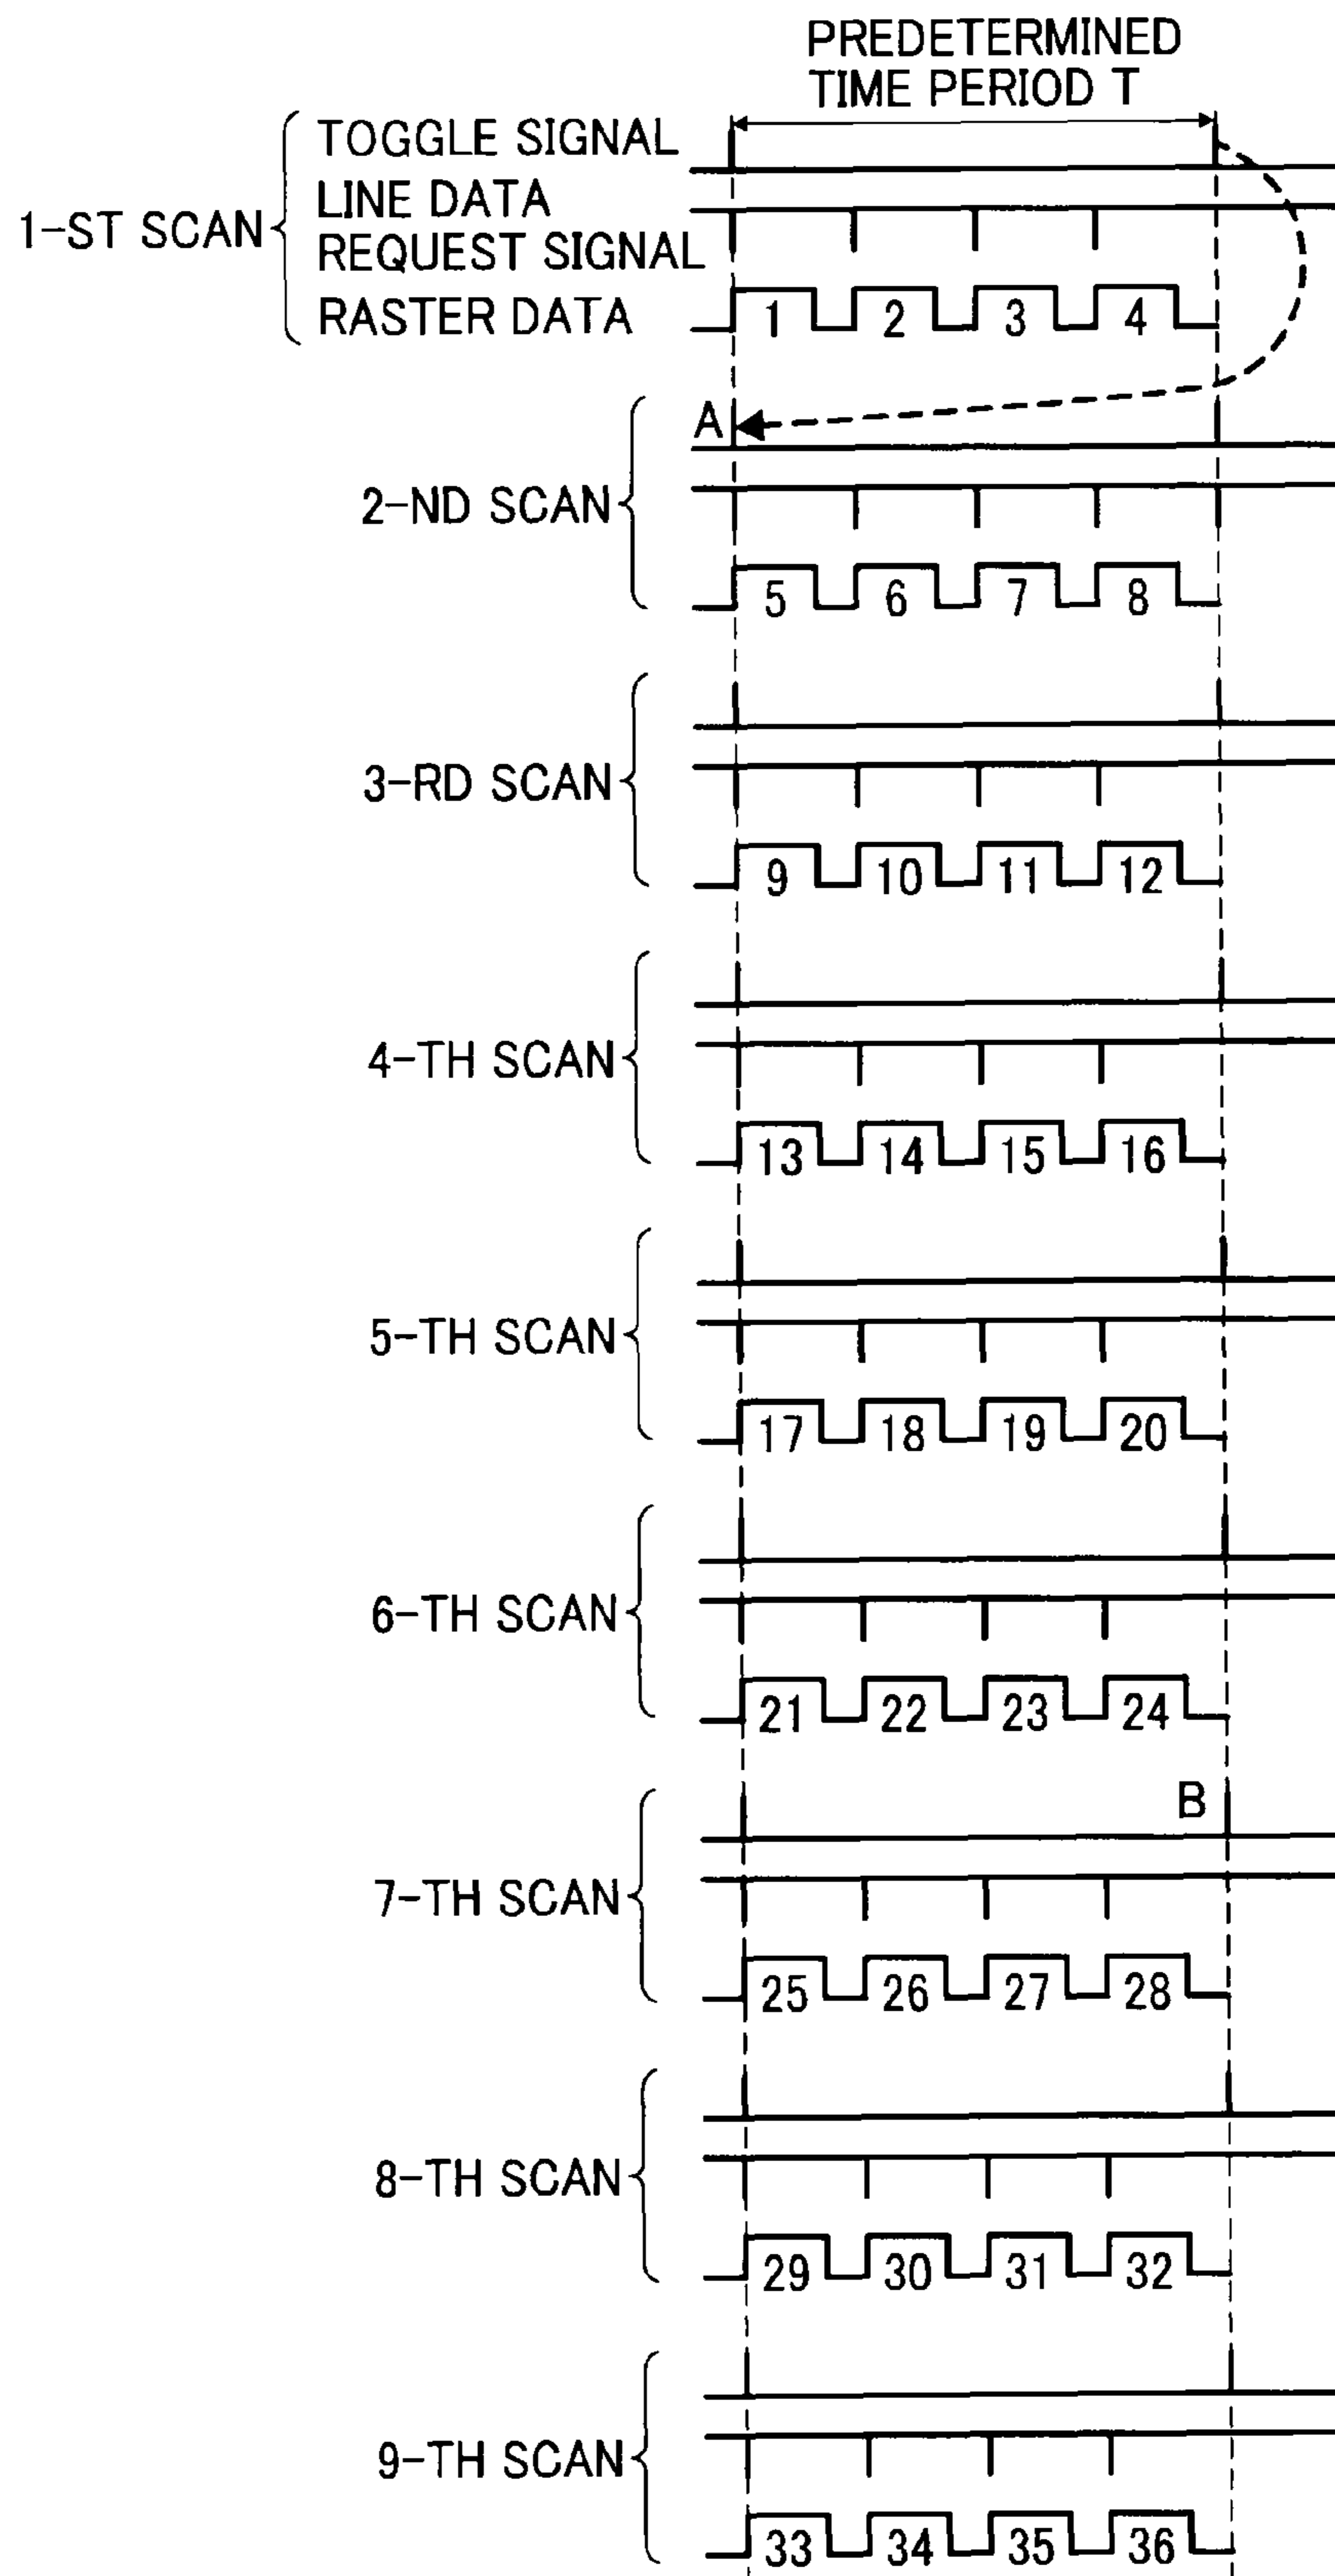 PREDETERMINED
TIME PERIOD T
1-ST SCAN
TOGGLE SIGNAL
LINE DATA
REQUEST SIGNAL
RASTER DATA
1 2 3 4
A
2-ND SCAN
5 6 7 8
3-RD SCAN
9 10 11 12
4-TH SCAN
13 14 15 16
5-TH SCAN
17 18 19 20
6-TH SCAN
21 22 23 24
B
7-TH SCAN
25 26 27 28
8-TH SCAN
29 30 31 32
9-TH SCAN
33 34 35 36